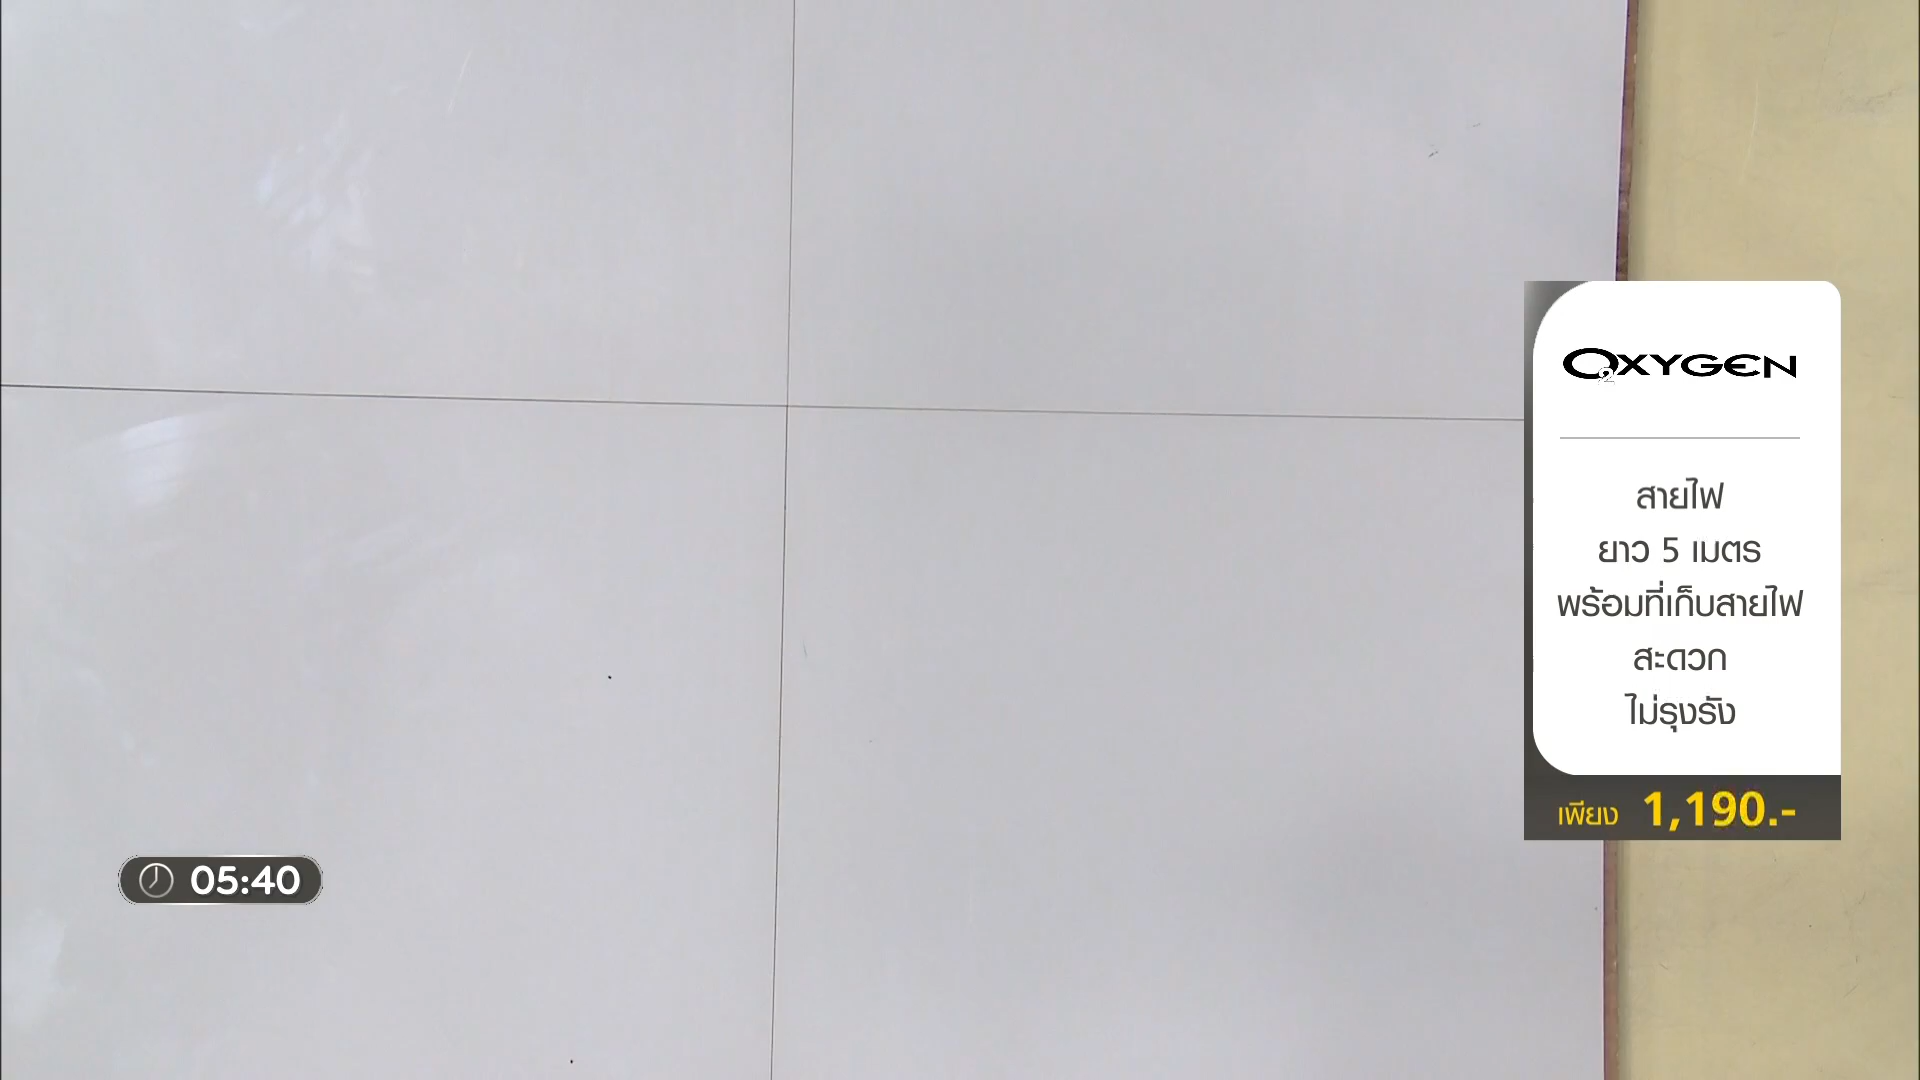 OXYGEN
2
สายไฟ
ยาว 5 เมตร
พร้อมที่เก็บสายไฟ
สะดวก
ไม่รุงรัง
เพียง 1,190.-
05:40